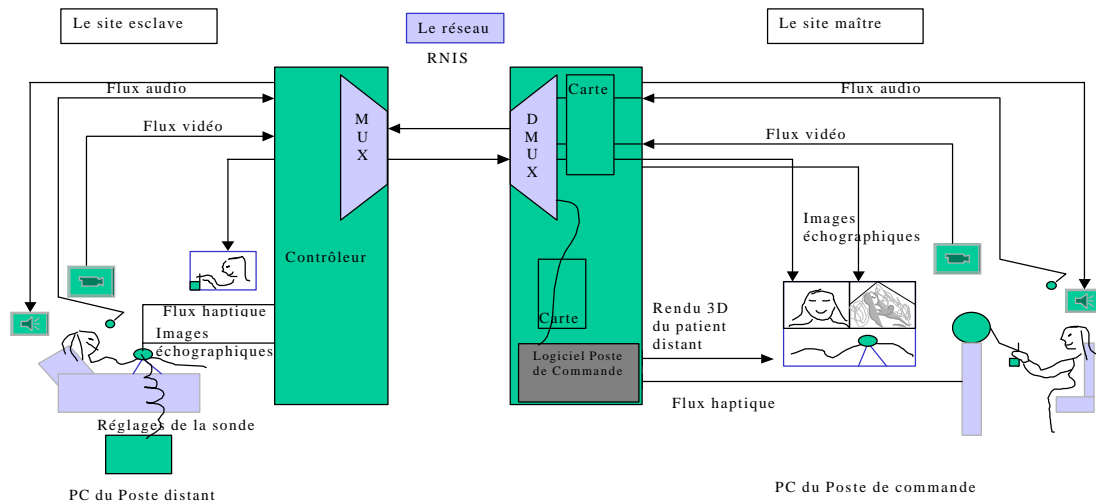 Le site esclave
Le réseau
Le site maître
RNIS
Flux audio
Flux vidéo
MUX
DMUX
Carte
Flux audio
Flux vidéo
Contrôleur
Images
échographiques
Flux haptique
Images
échographiques
Carte
Rendu 3D
du patient
distant
Logiciel Poste
de Commande
Flux haptique
Réglages de la sonde
PC du Poste distant
PC du Poste de commande